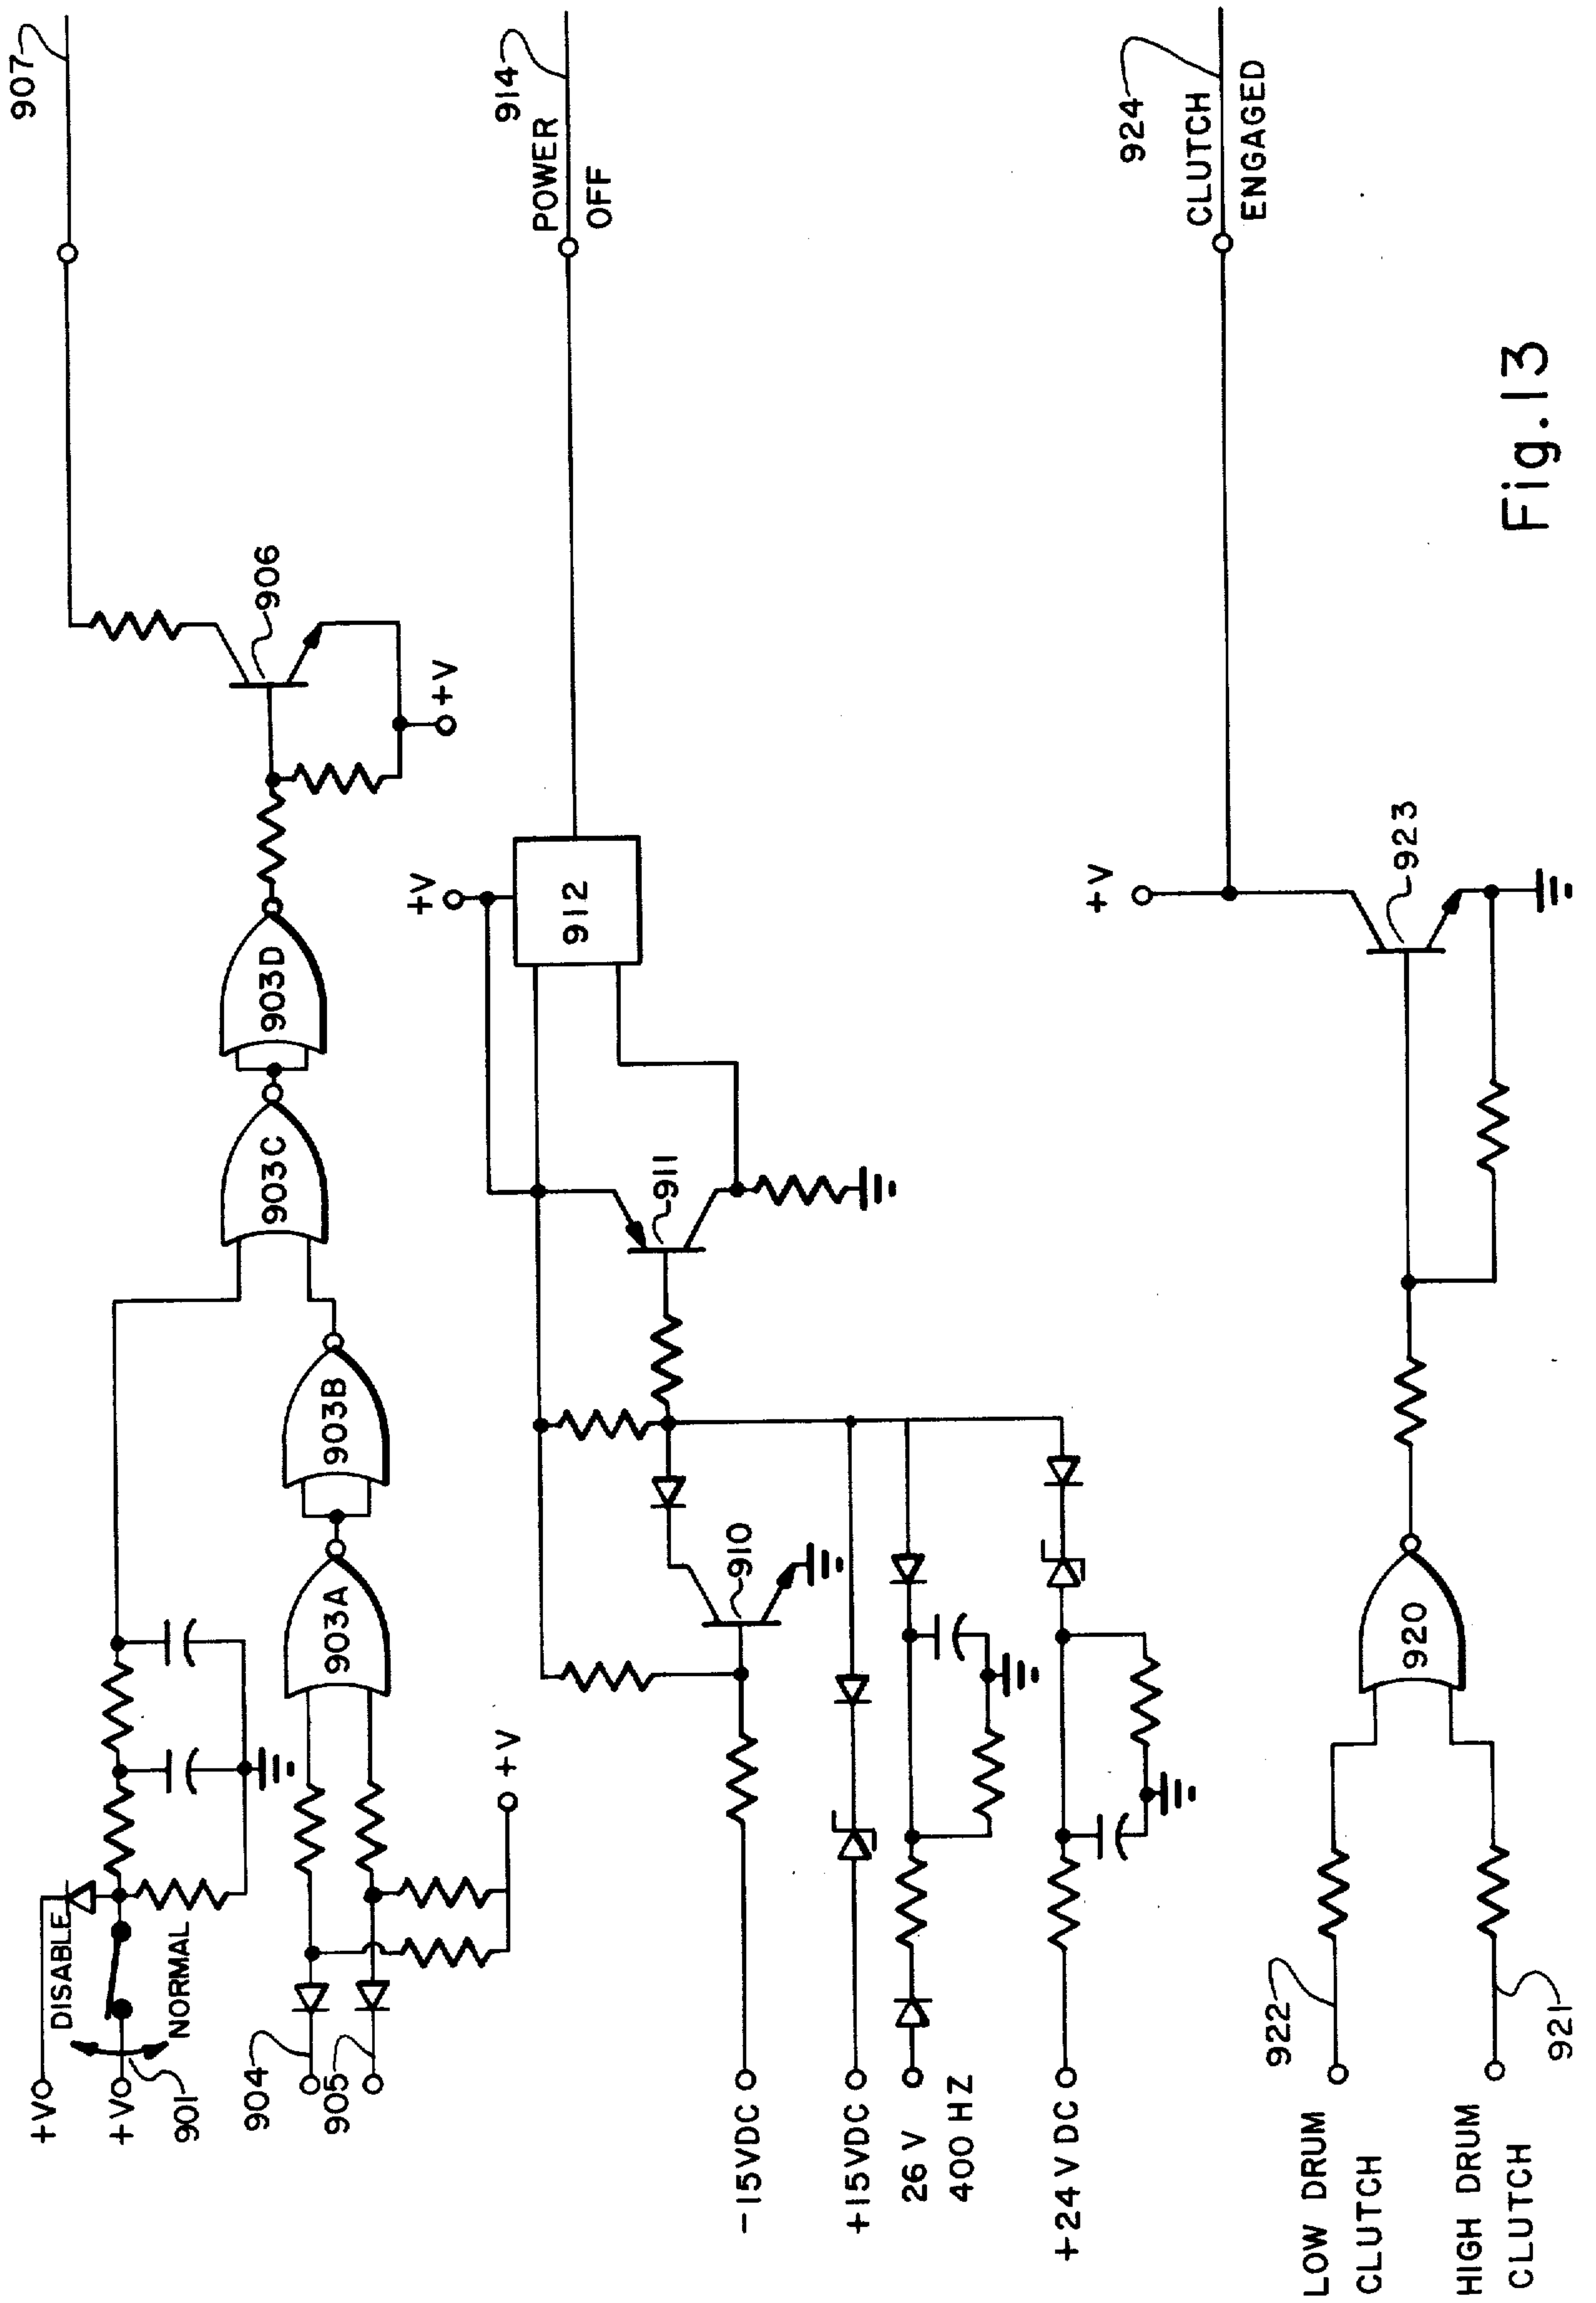 +V
DISABLE
+V
NORMAL
901
904
905
903A
903B
903C
903D
906
907
+V
+V
-15VDC
+15VDC
26 V
400 HZ
+24 VDC
910
911
+V
912
POWER
OFF
914
LOW DRUM
CLUTCH
922
HIGH DRUM
CLUTCH
921
920
923
+V
CLUTCH
ENGAGED
924
Fig.13